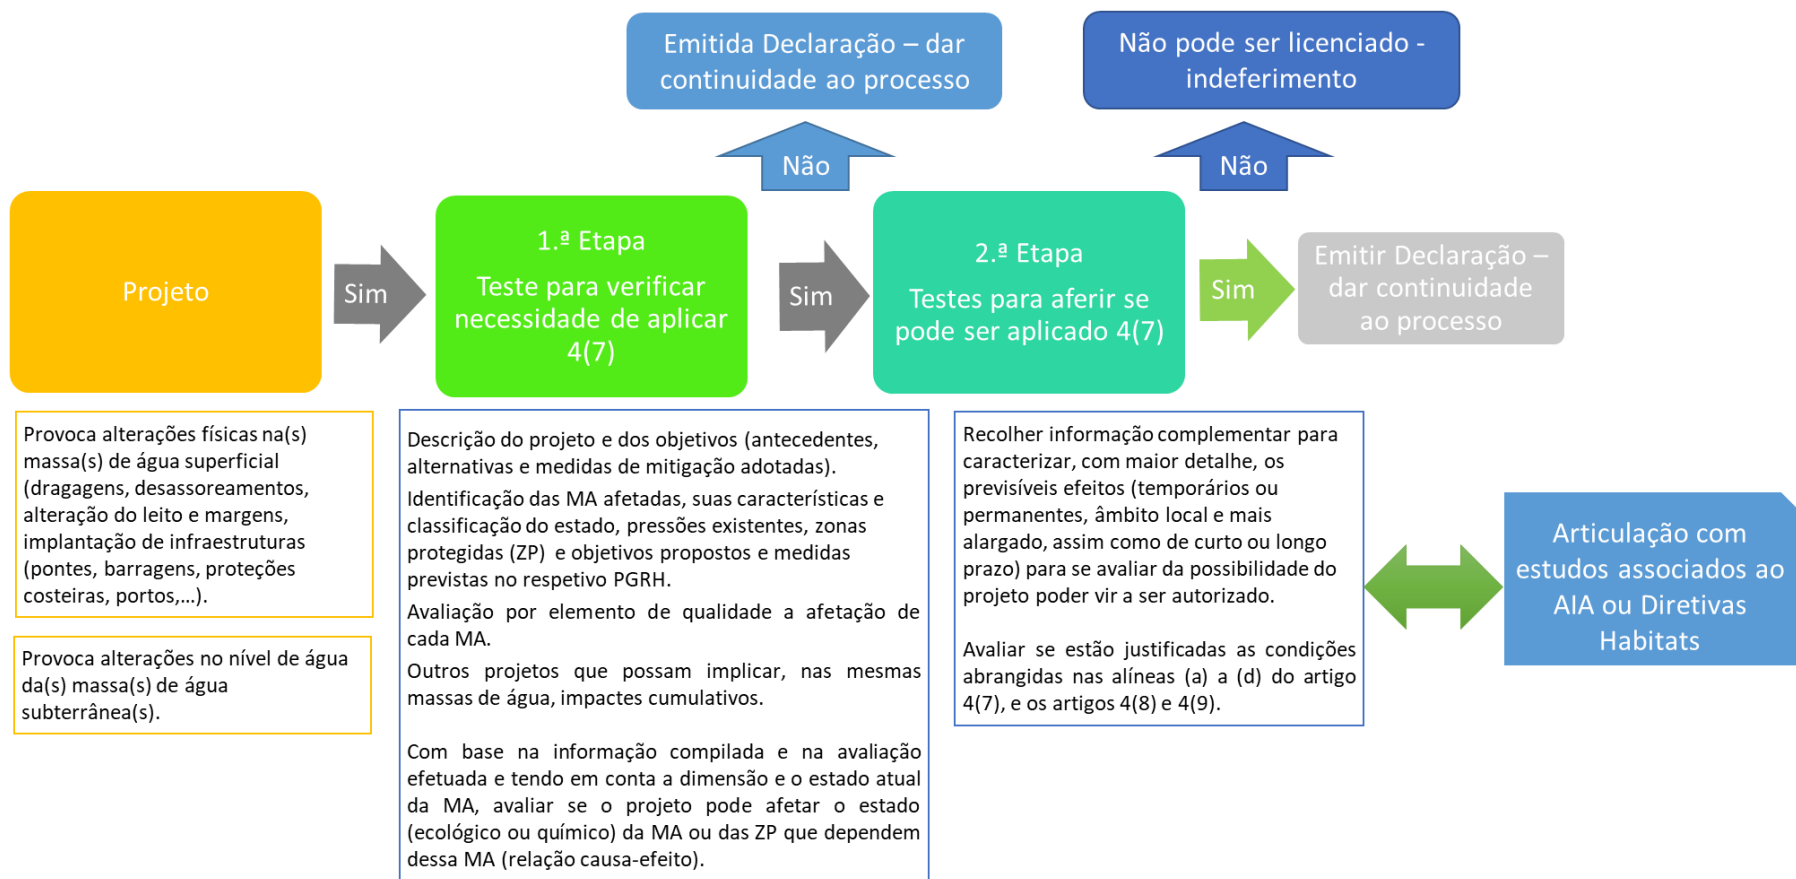 Emitida Declaração – dar
continuidade ao processo
Não pode ser licenciado -
indeferimento
Não
Não
Projeto
Sim
1.ª Etapa
Teste para verificar
necessidade de aplicar
4(7)
Sim
2.ª Etapa
Testes para aferir se
pode ser aplicado 4(7)
Sim
Emitir Declaração –
dar continuidade
ao processo
Provoca alterações físicas na(s)
massa(s) de água superficial
(dragagens, desassoreamentos,
alteração do leito e margens,
implantação de infraestruturas
(pontes, barragens, proteções
costeiras, portos,...).
Provoca alterações no nível de água
da(s) massa(s) de água
subterrânea(s).
Descrição do projeto e dos objetivos (antecedentes,
alternativas e medidas de mitigação adotadas).
Identificação das MA afetadas, suas características e
classificação do estado, pressões existentes, zonas
protegidas (ZP) e objetivos propostos e medidas
previstas no respetivo PGRH.
Avaliação por elemento de qualidade a afetação de
cada MA.
Outros projetos que possam implicar, nas mesmas
massas de água, impactes cumulativos.
Com base na informação compilada e na avaliação
efetuada e tendo em conta a dimensão e o estado atual
da MA, avaliar se o projeto pode afetar o estado
(ecológico ou químico) da MA ou das ZP que dependem
dessa MA (relação causa-efeito).
Recolher informação complementar para
caracterizar, com maior detalhe, os
previsíveis efeitos (temporários ou
permanentes, âmbito local e mais
alargado, assim como de curto ou longo
prazo) para se avaliar da possibilidade do
projeto poder vir a ser autorizado.
Avaliar se estão justificadas as condições
abrangidas nas alíneas (a) a (d) do artigo
4(7), e os artigos 4(8) e 4(9).
Articulação com
estudos associados ao
AIA ou Diretivas
Habitats